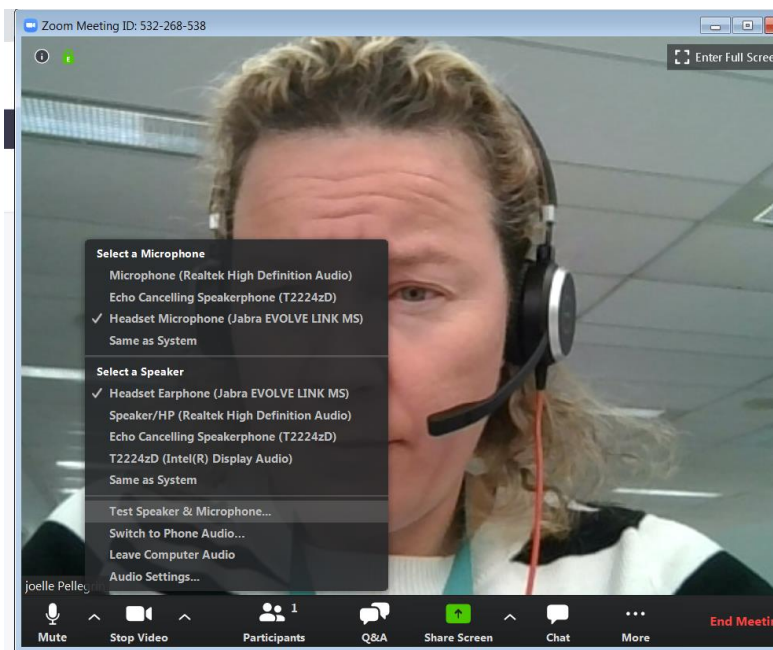 Zoom Meeting ID: 532-268-538
Enter Full Scree
Select a Microphone
Microphone (Realtek High Definition Audio)
Echo Cancelling Speakerphone (T2224zD)
Headset Microphone (Jabra EVOLVE LINK MS)
Same as System
Select a Speaker
Headset Earphone (Jabra EVOLVE LINK MS)
Speaker/HP (Realtek High Definition Audio)
Echo Cancelling Speakerphone (T2224zD)
T2224zD (Intel(R) Display Audio)
Same as System
Test Speaker & Microphone...
Switch to Phone Audio...
Leave Computer Audio
Audio Settings...
joelle Pelleg
1
Mute Stop Video Participants Q&A Share Screen Chat More End Meetin